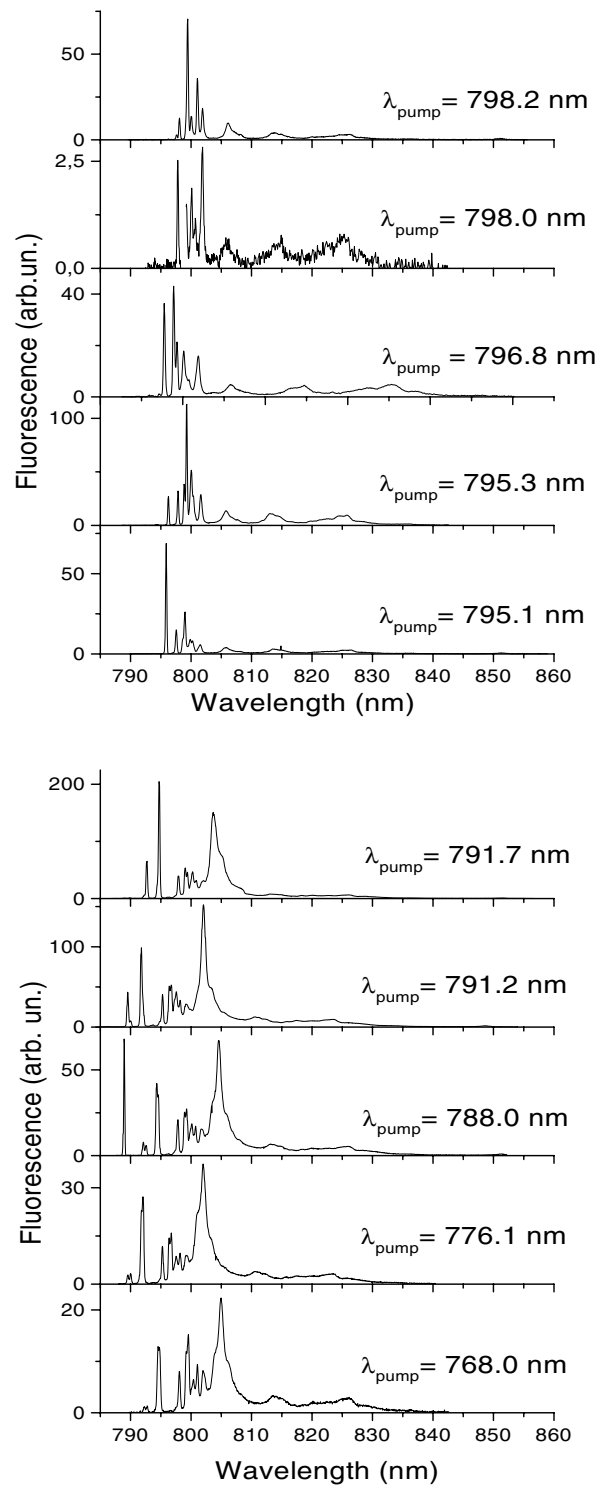 50
0
λpump= 798.2 nm
2,5
0,0
λpump= 798.0 nm
40
0
λpump= 796.8 nm
100
0
λpump= 795.3 nm
50
0
λpump= 795.1 nm
Fluorescence (arb.un.)
790 800 810 820 830 840 850 860
Wavelength (nm)
200
0
λpump= 791.7 nm
100
0
λpump= 791.2 nm
50
0
λpump= 788.0 nm
30
0
λpump= 776.1 nm
20
0
λpump= 768.0 nm
Fluorescence (arb. un.)
790 800 810 820 830 840 850 860
Wavelength (nm)